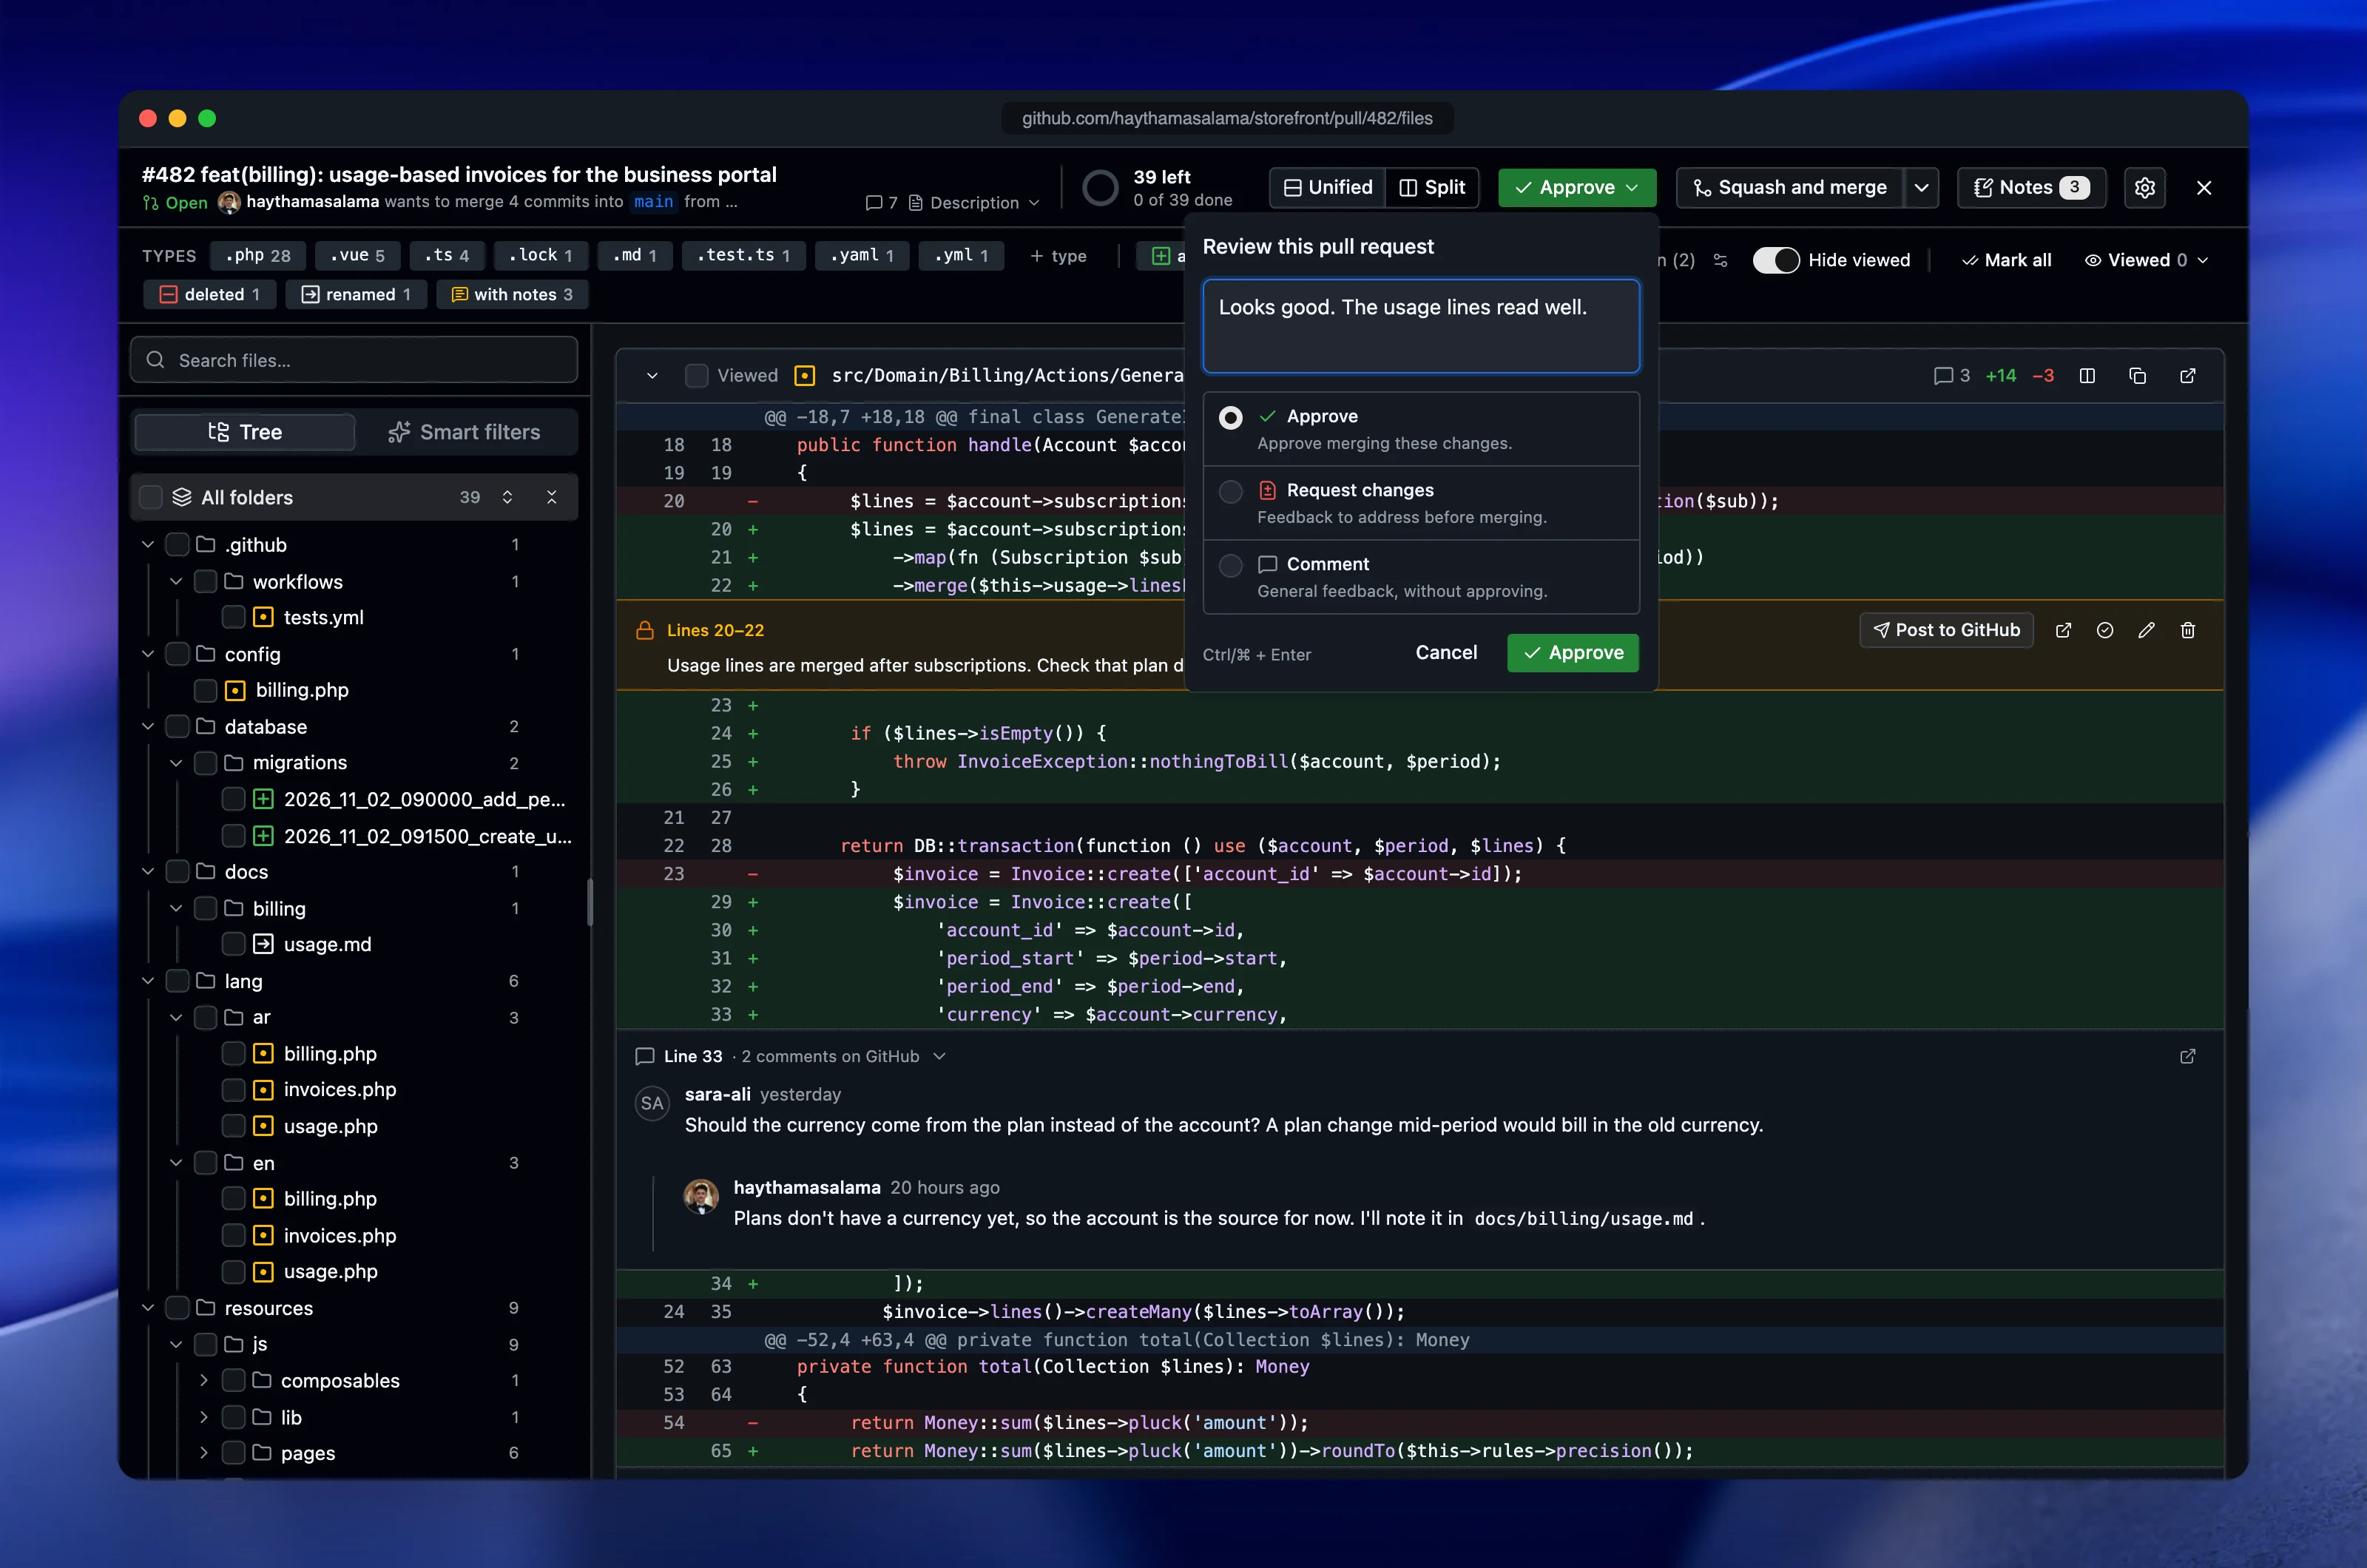 github.com/haythamasalama/storefront/pull/482/files
#482 feat(billing): usage-based invoices for the business portal
Open haythamasalama wants to merge 4 commits into main from ...
7 Description
39 left
0 of 39 done
Unified Split
Approve
Squash and merge
Notes 3
TYPES .php 28 .vue 5 .ts 4 .lock 1 .md 1 .test.ts 1 .yaml 1 .yml 1 + type
n (2) Hide viewed Mark all Viewed 0
deleted 1 renamed 1 with notes 3
Search files...
Tree Smart filters
All folders 39
.github 1
workflows 1
tests.yml
config 1
billing.php
database 2
migrations 2
2026_11_02_090000_add_pe...
2026_11_02_091500_create_u...
docs 1
billing 1
usage.md
lang 6
ar 3
billing.php
invoices.php
usage.php
en 3
billing.php
invoices.php
usage.php
resources 9
js 9
composables 1
lib 1
pages 6
Review this pull request
Looks good. The usage lines read well.
Approve
Approve merging these changes.
Request changes
Feedback to address before merging.
Comment
General feedback, without approving.
Ctrl/⌘ + Enter Cancel Approve
Viewed src/Domain/Billing/Actions/Genera 3 +14 −3
@@ −18,7 +18,18 @@ final class Generate
18 18 public function handle(Account $accou
19 19 {
20 − $lines = $account->subscriptions tion($sub));
20 + $lines = $account->subscriptions
21 + ->map(fn (Subscription $sub iod))
22 + ->merge($this->usage->lines
Lines 20–22
Usage lines are merged after subscriptions. Check that plan d
Post to GitHub
23 +
24 + if ($lines->isEmpty()) {
25 + throw InvoiceException::nothingToBill($account, $period);
26 + }
21 27
22 28 return DB::transaction(function () use ($account, $period, $lines) {
23 − $invoice = Invoice::create(['account_id' => $account->id]);
29 + $invoice = Invoice::create([
30 + 'account_id' => $account->id,
31 + 'period_start' => $period->start,
32 + 'period_end' => $period->end,
33 + 'currency' => $account->currency,
Line 33 · 2 comments on GitHub
SA
sara-ali yesterday
Should the currency come from the plan instead of the account? A plan change mid-period would bill in the old currency.
haythamasalama 20 hours ago
Plans don't have a currency yet, so the account is the source for now. I'll note it in docs/billing/usage.md .
34 + ]);
24 35 $invoice->lines()->createMany($lines->toArray());
@@ −52,4 +63,4 @@ private function total(Collection $lines): Money
52 63 private function total(Collection $lines): Money
53 64 {
54 − return Money::sum($lines->pluck('amount'));
65 + return Money::sum($lines->pluck('amount'))->roundTo($this->rules->precision());